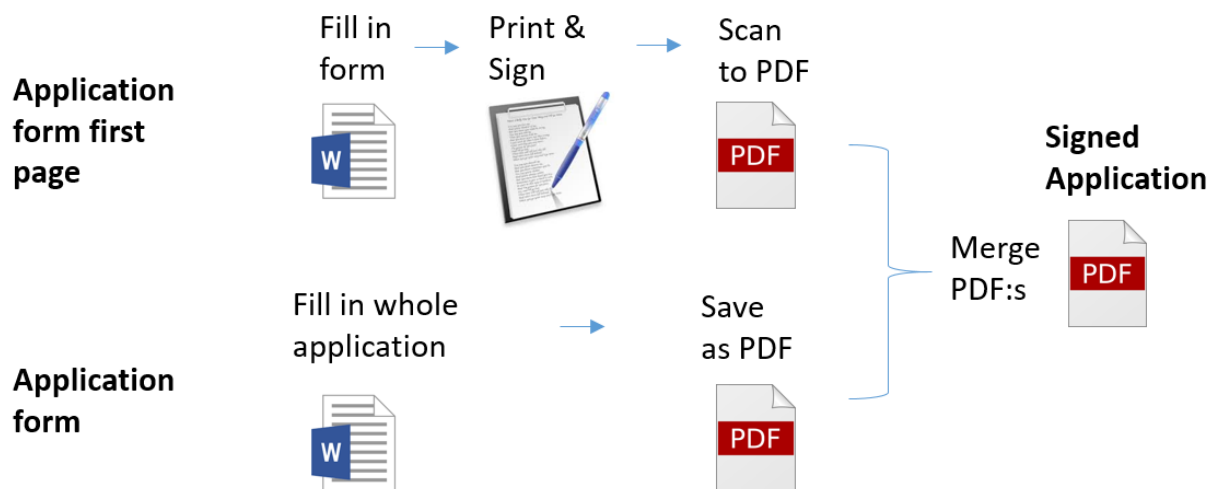 Application
form first
page
Fill in
form
W
Print &
Sign
Scan
to PDF
PDF
Application
form
Fill in whole
application
W
Save
as PDF
PDF
Merge
PDF:s
Signed
Application
PDF